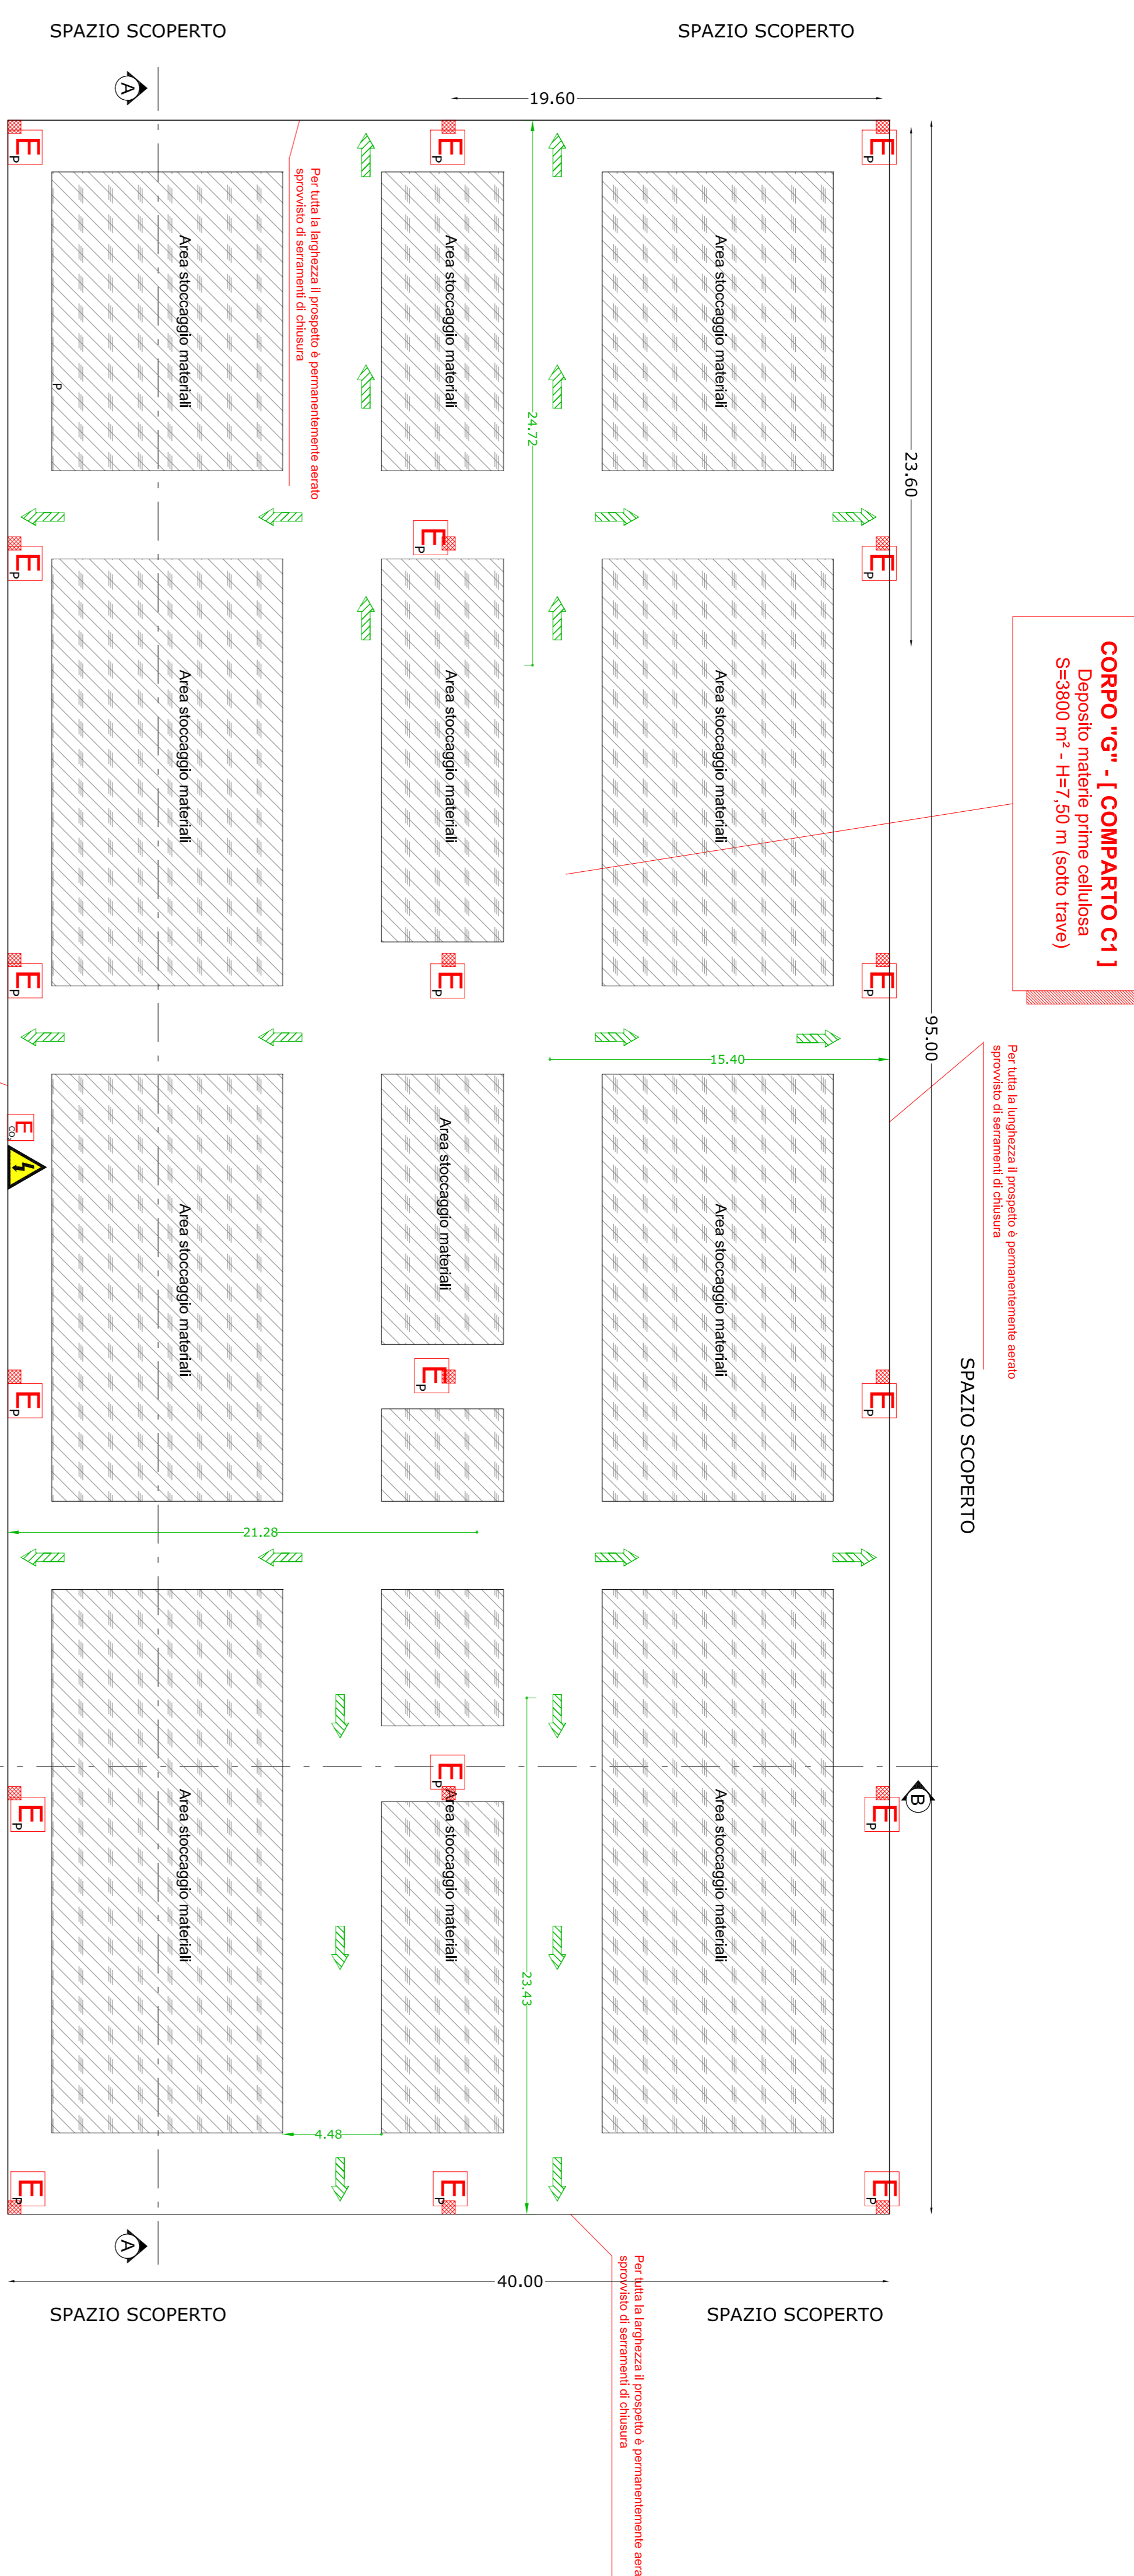 SPAZIO SCOPERTO
SPAZIO SCOPERTO
A
19.60
E
P
E
P
E
P
Per tutta la larghezza il prospetto è permanentemente aerato
sprovvisto di serramenti di chiusura
Area stoccaggio materiali
Area stoccaggio materiali
Area stoccaggio materiali
P
24.72
23.60
E
P
E
P
E
P
CORPO "G" - [ COMPARTO C1 ]
Deposito materie prime cellulosa
S=3800 m² - H=7,50 m (sotto trave)
Area stoccaggio materiali
Area stoccaggio materiali
Area stoccaggio materiali
E
P
E
P
E
P
95.00
15.40
Per tutta la lunghezza il prospetto è permanentemente aerato
sprovvisto di serramenti di chiusura
E
CO
Area stoccaggio materiali
Area stoccaggio materiali
Area stoccaggio materiali
SPAZIO SCOPERTO
E
P
E
P
E
P
21.28
E
P
E
P
E
P
B
Area stoccaggio materiali
Area stoccaggio materiali
Area stoccaggio materiali
23.43
4.48
E
P
E
P
E
P
A
40.00
SPAZIO SCOPERTO
SPAZIO SCOPERTO
Per tutta la larghezza il prospetto è permanentemente aera
sprovvisto di serramenti di chiusura